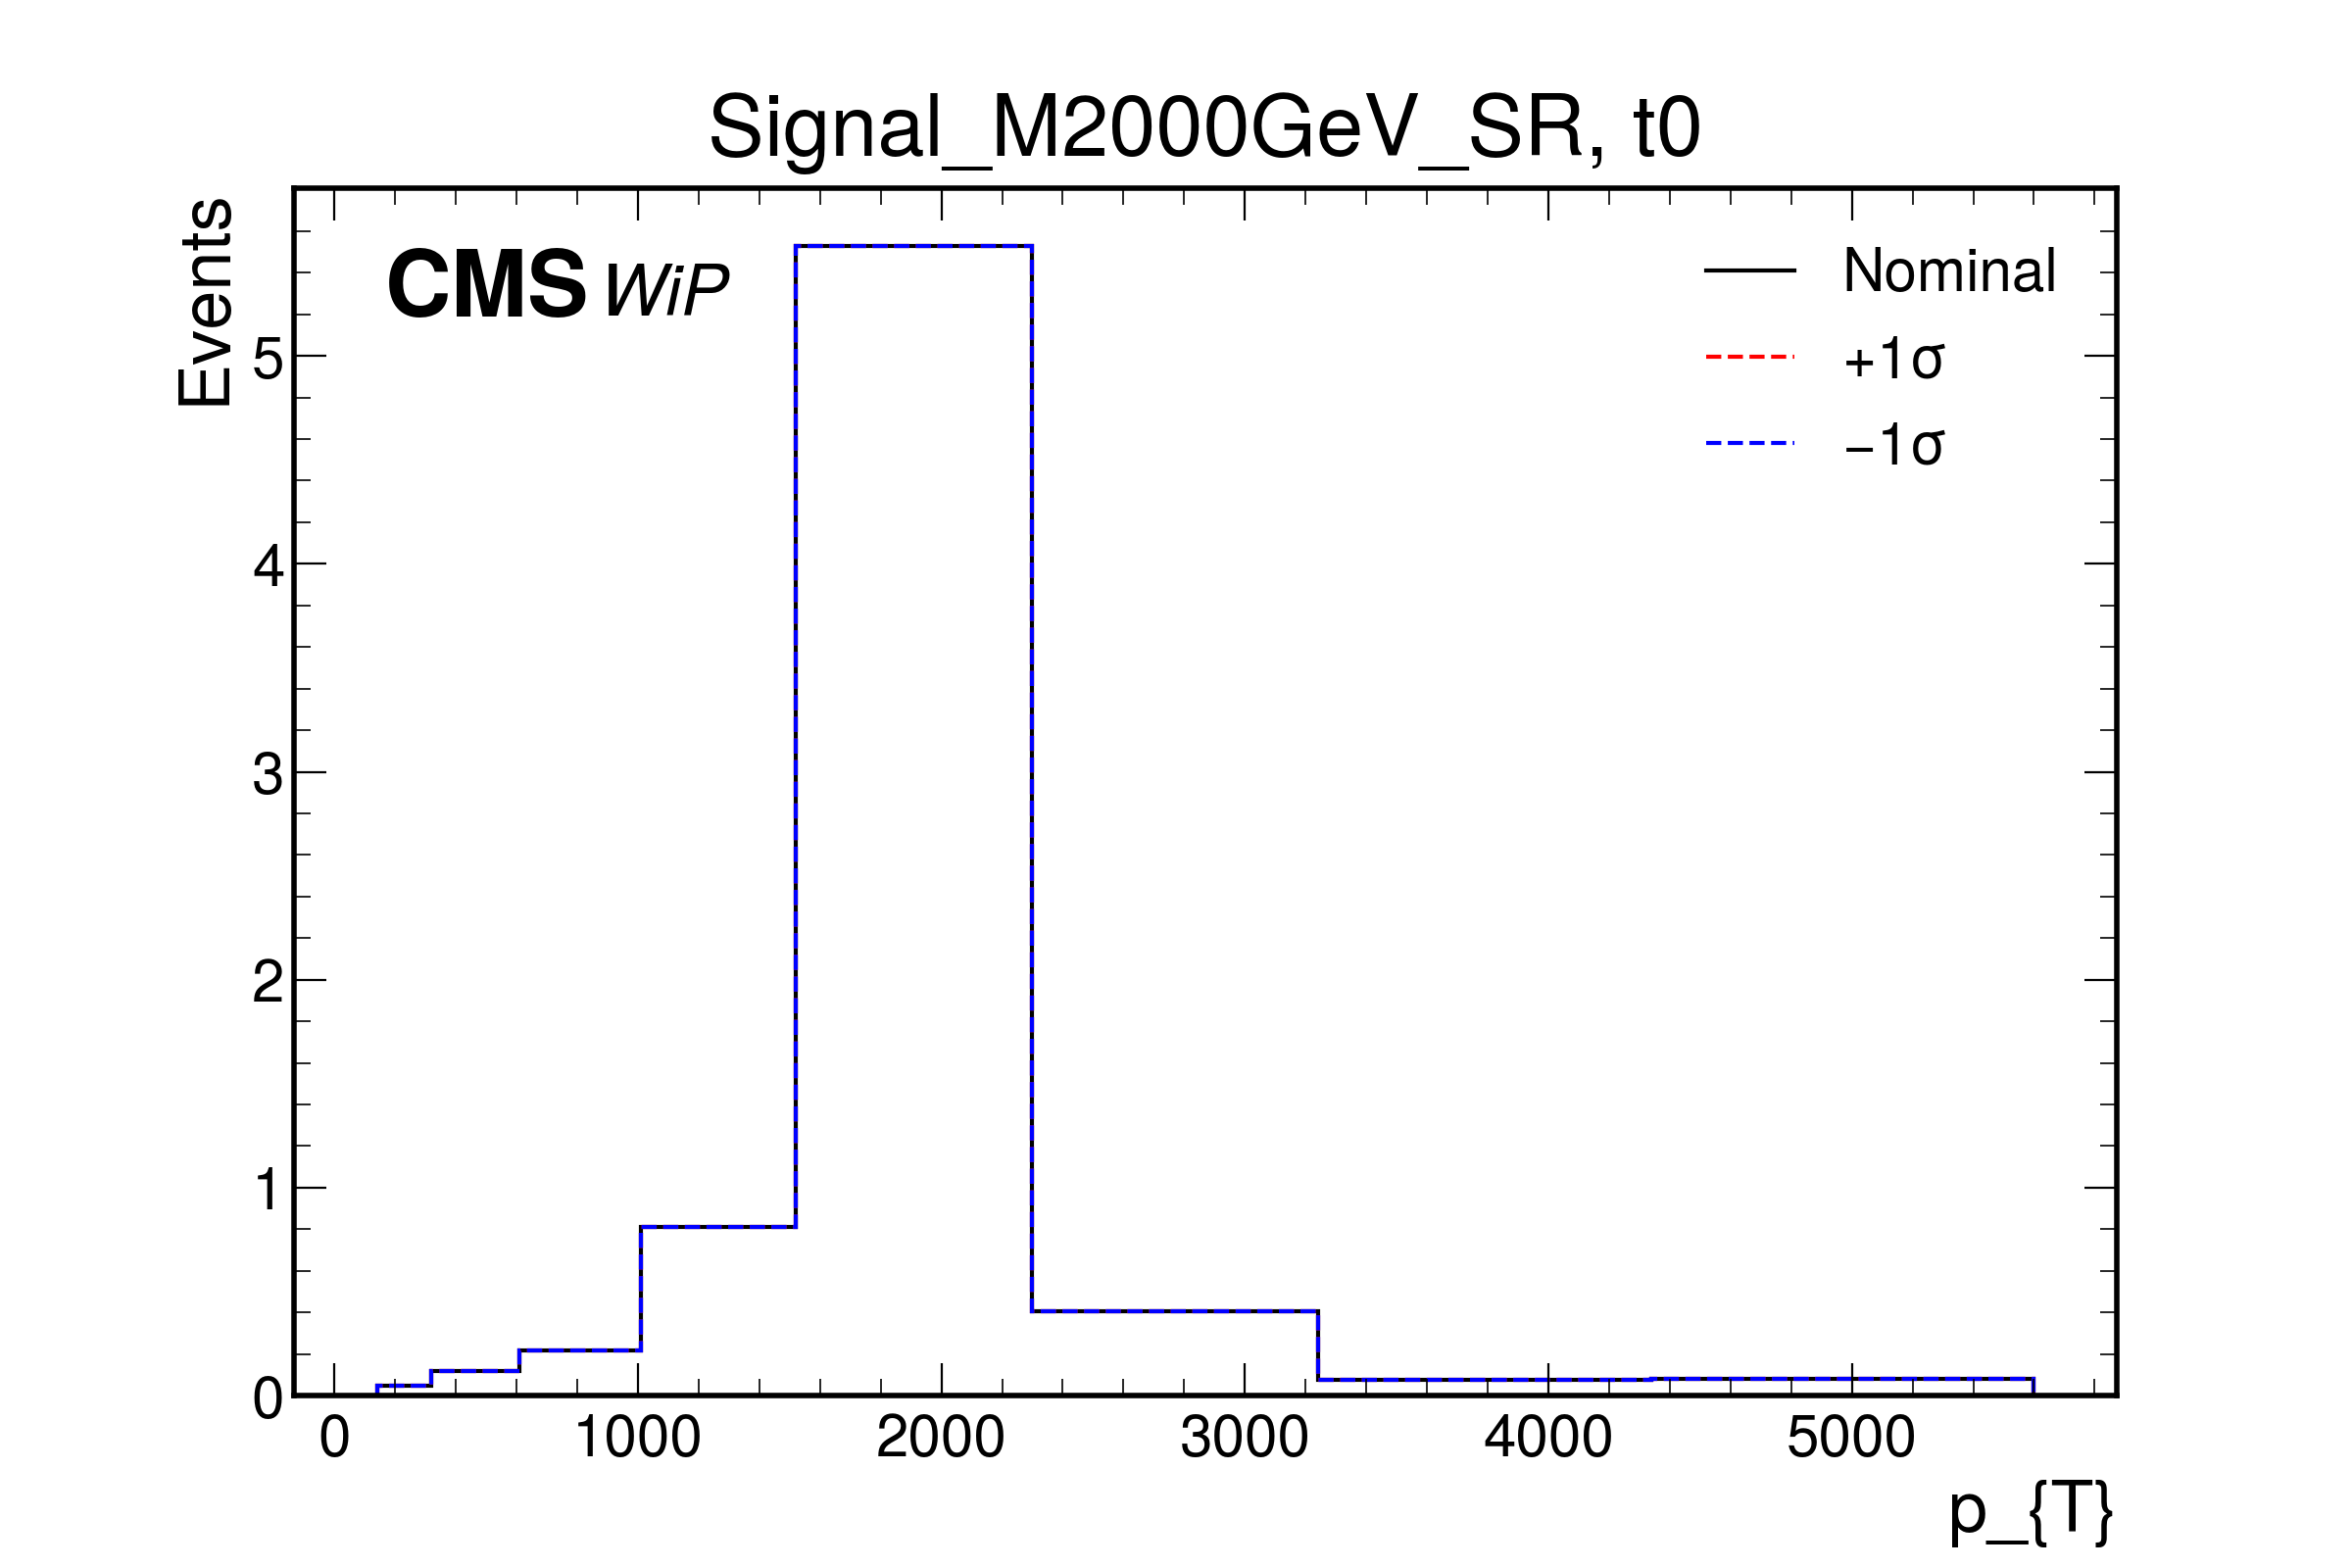 Signal_M2000GeV_SR, t0
Events
CMS WiP
Nominal
+1σ
−1σ
5
4
3
2
1
0
0 1000 2000 3000 4000 5000
p_{T}